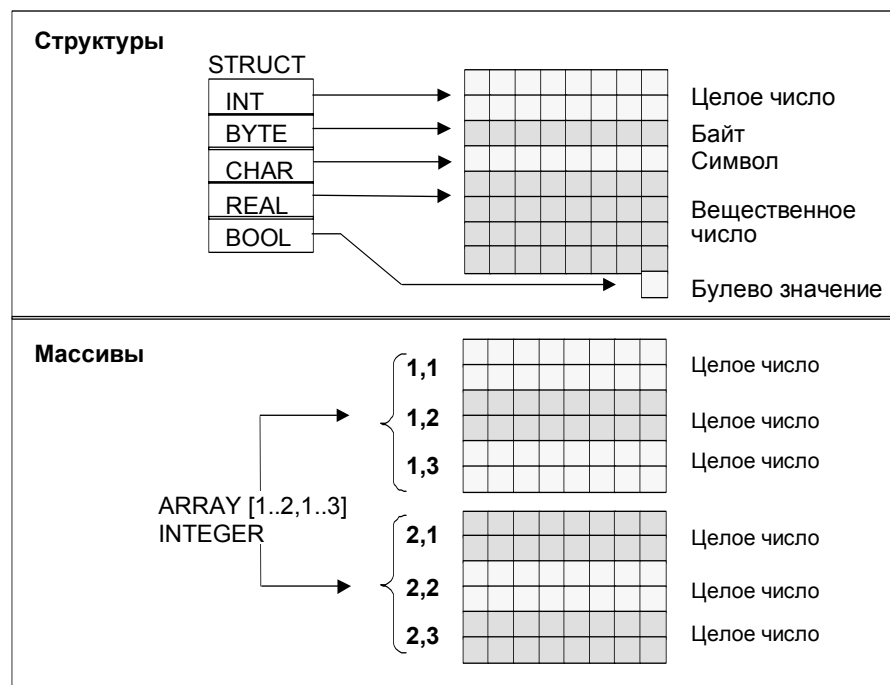 Структуры
STRUCT
INT
BYTE
CHAR
REAL
BOOL
Целое число
Байт
Символ
Вещественное
число
Булево значение
Массивы
ARRAY [1..2,1..3]
INTEGER
1,1
Целое число
1,2
Целое число
1,3
Целое число
2,1
Целое число
2,2
Целое число
2,3
Целое число